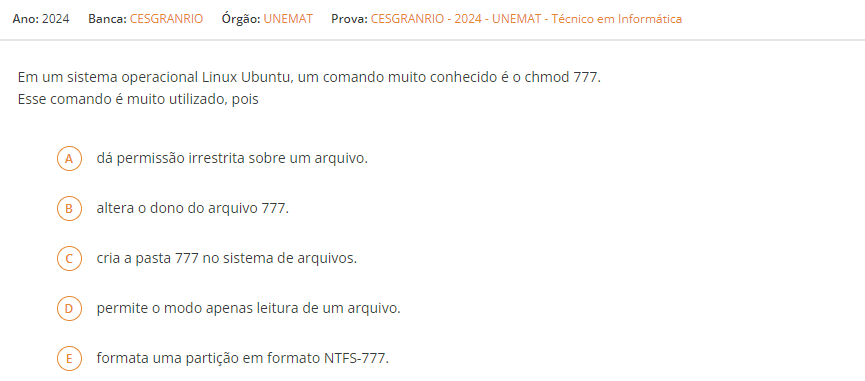 Ano: 2024 Banca: CESGRANRIO Órgão: UNEMAT Prova: CESGRANRIO - 2024 - UNEMAT - Técnico em Informática
Em um sistema operacional Linux Ubuntu, um comando muito conhecido é o chmod 777.
Esse comando é muito utilizado, pois
A dá permissão irrestrita sobre um arquivo.
B altera o dono do arquivo 777.
C cria a pasta 777 no sistema de arquivos.
D permite o modo apenas leitura de um arquivo.
E formata uma partição em formato NTFS-777.